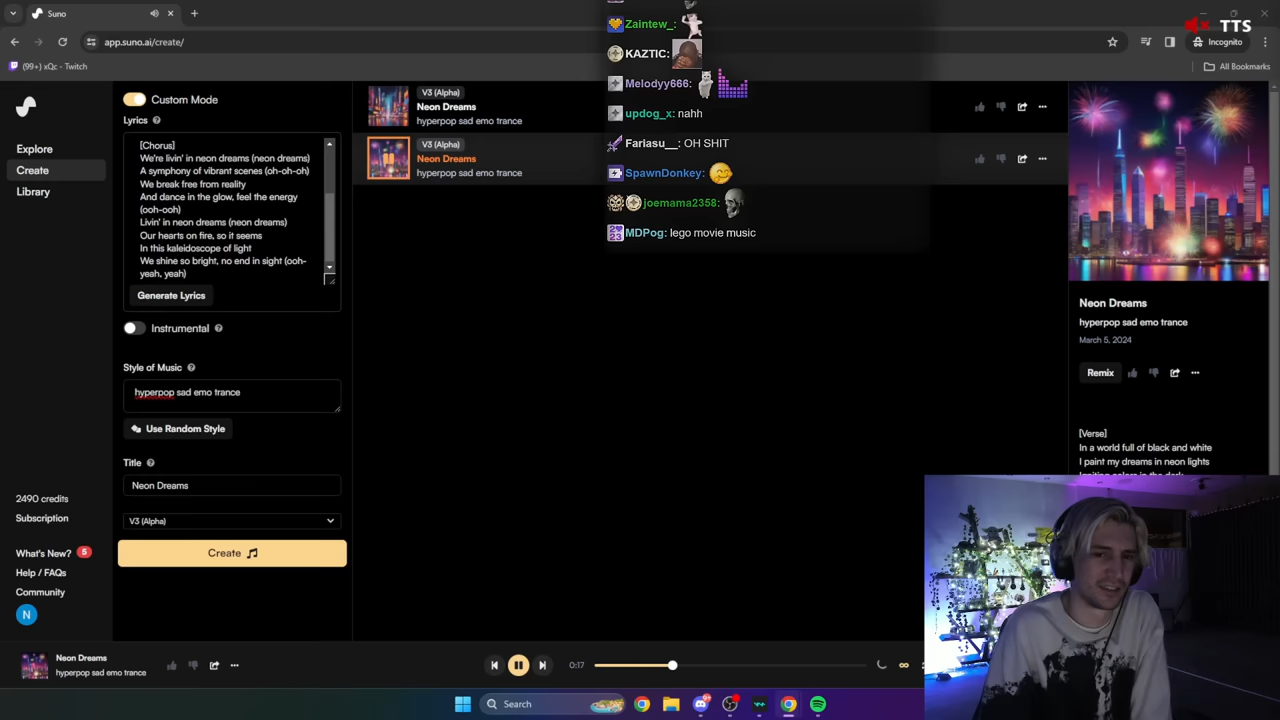 Suno
app.suno.ai/create/
Incognito
(99+) xQc - Twitch
All Bookmarks
TTS
Explore
Create
Library
2490 credits
Subscription
What's New? 5
Help / FAQs
Community
N
Custom Mode
Lyrics
[Chorus]
We're livin' in neon dreams (neon dreams)
A symphony of vibrant scenes (oh-oh-oh)
We break free from reality
And dance in the glow, feel the energy
(ooh-ooh)
Livin' in neon dreams (neon dreams)
Our hearts on fire, so it seems
In this kaleidoscope of light
We shine so bright, no end in sight (ooh-
yeah, yeah)
Generate Lyrics
Instrumental
Style of Music
hyperpop sad emo trance
Use Random Style
Title
Neon Dreams
V3 (Alpha)
Create
V3 (Alpha)
Neon Dreams
hyperpop sad emo trance
V3 (Alpha)
Neon Dreams
hyperpop sad emo trance
Zaintew_:
KAZTIC:
Melodyy666:
updog_x: nahh
Fariasu__: OH SHIT
SpawnDonkey:
joemama2358:
MDPog: lego movie music
Neon Dreams
hyperpop sad emo trance
March 5, 2024
Remix
[Verse]
In a world full of black and white
I paint my dreams in neon lights
Neon Dreams
hyperpop sad emo trance
0:17
Search